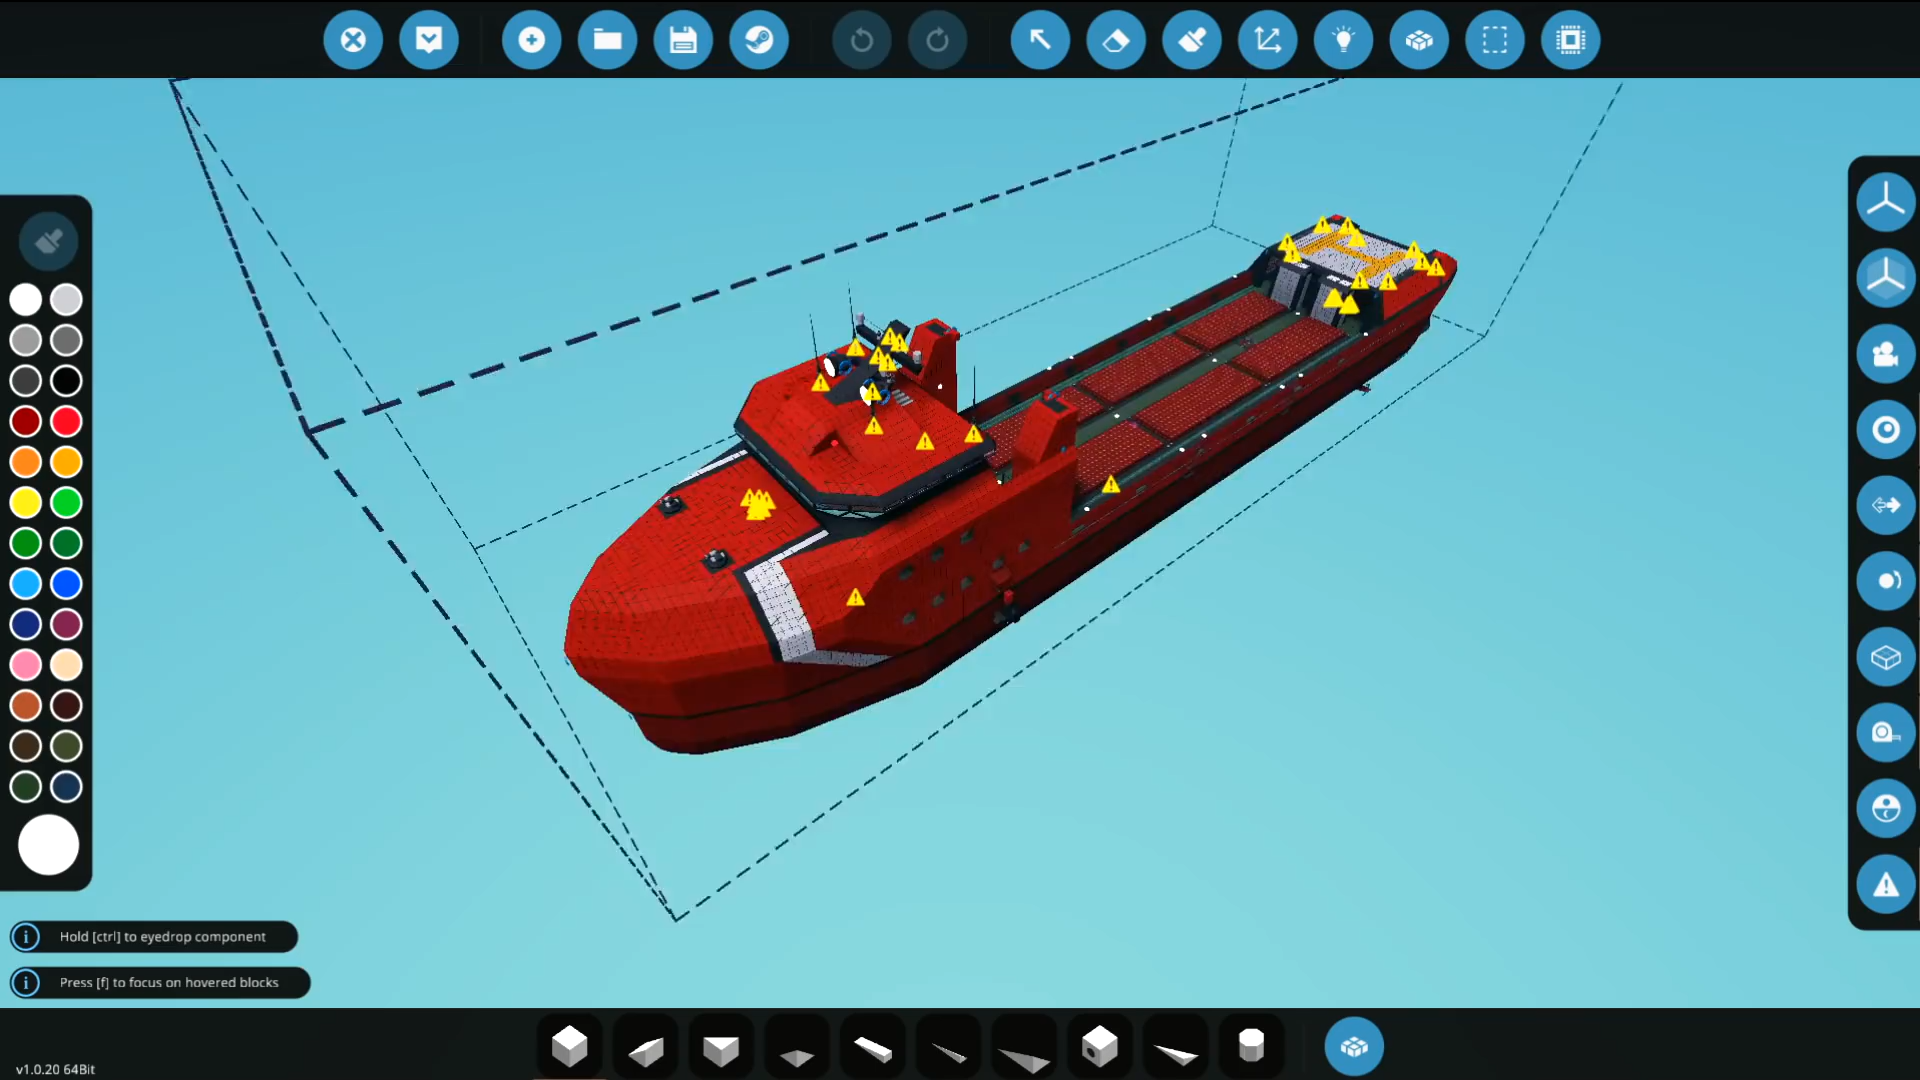 Hold [ctrl] to eyedrop component
Press [f] to focus on hovered blocks
v1.0.20 64Bit